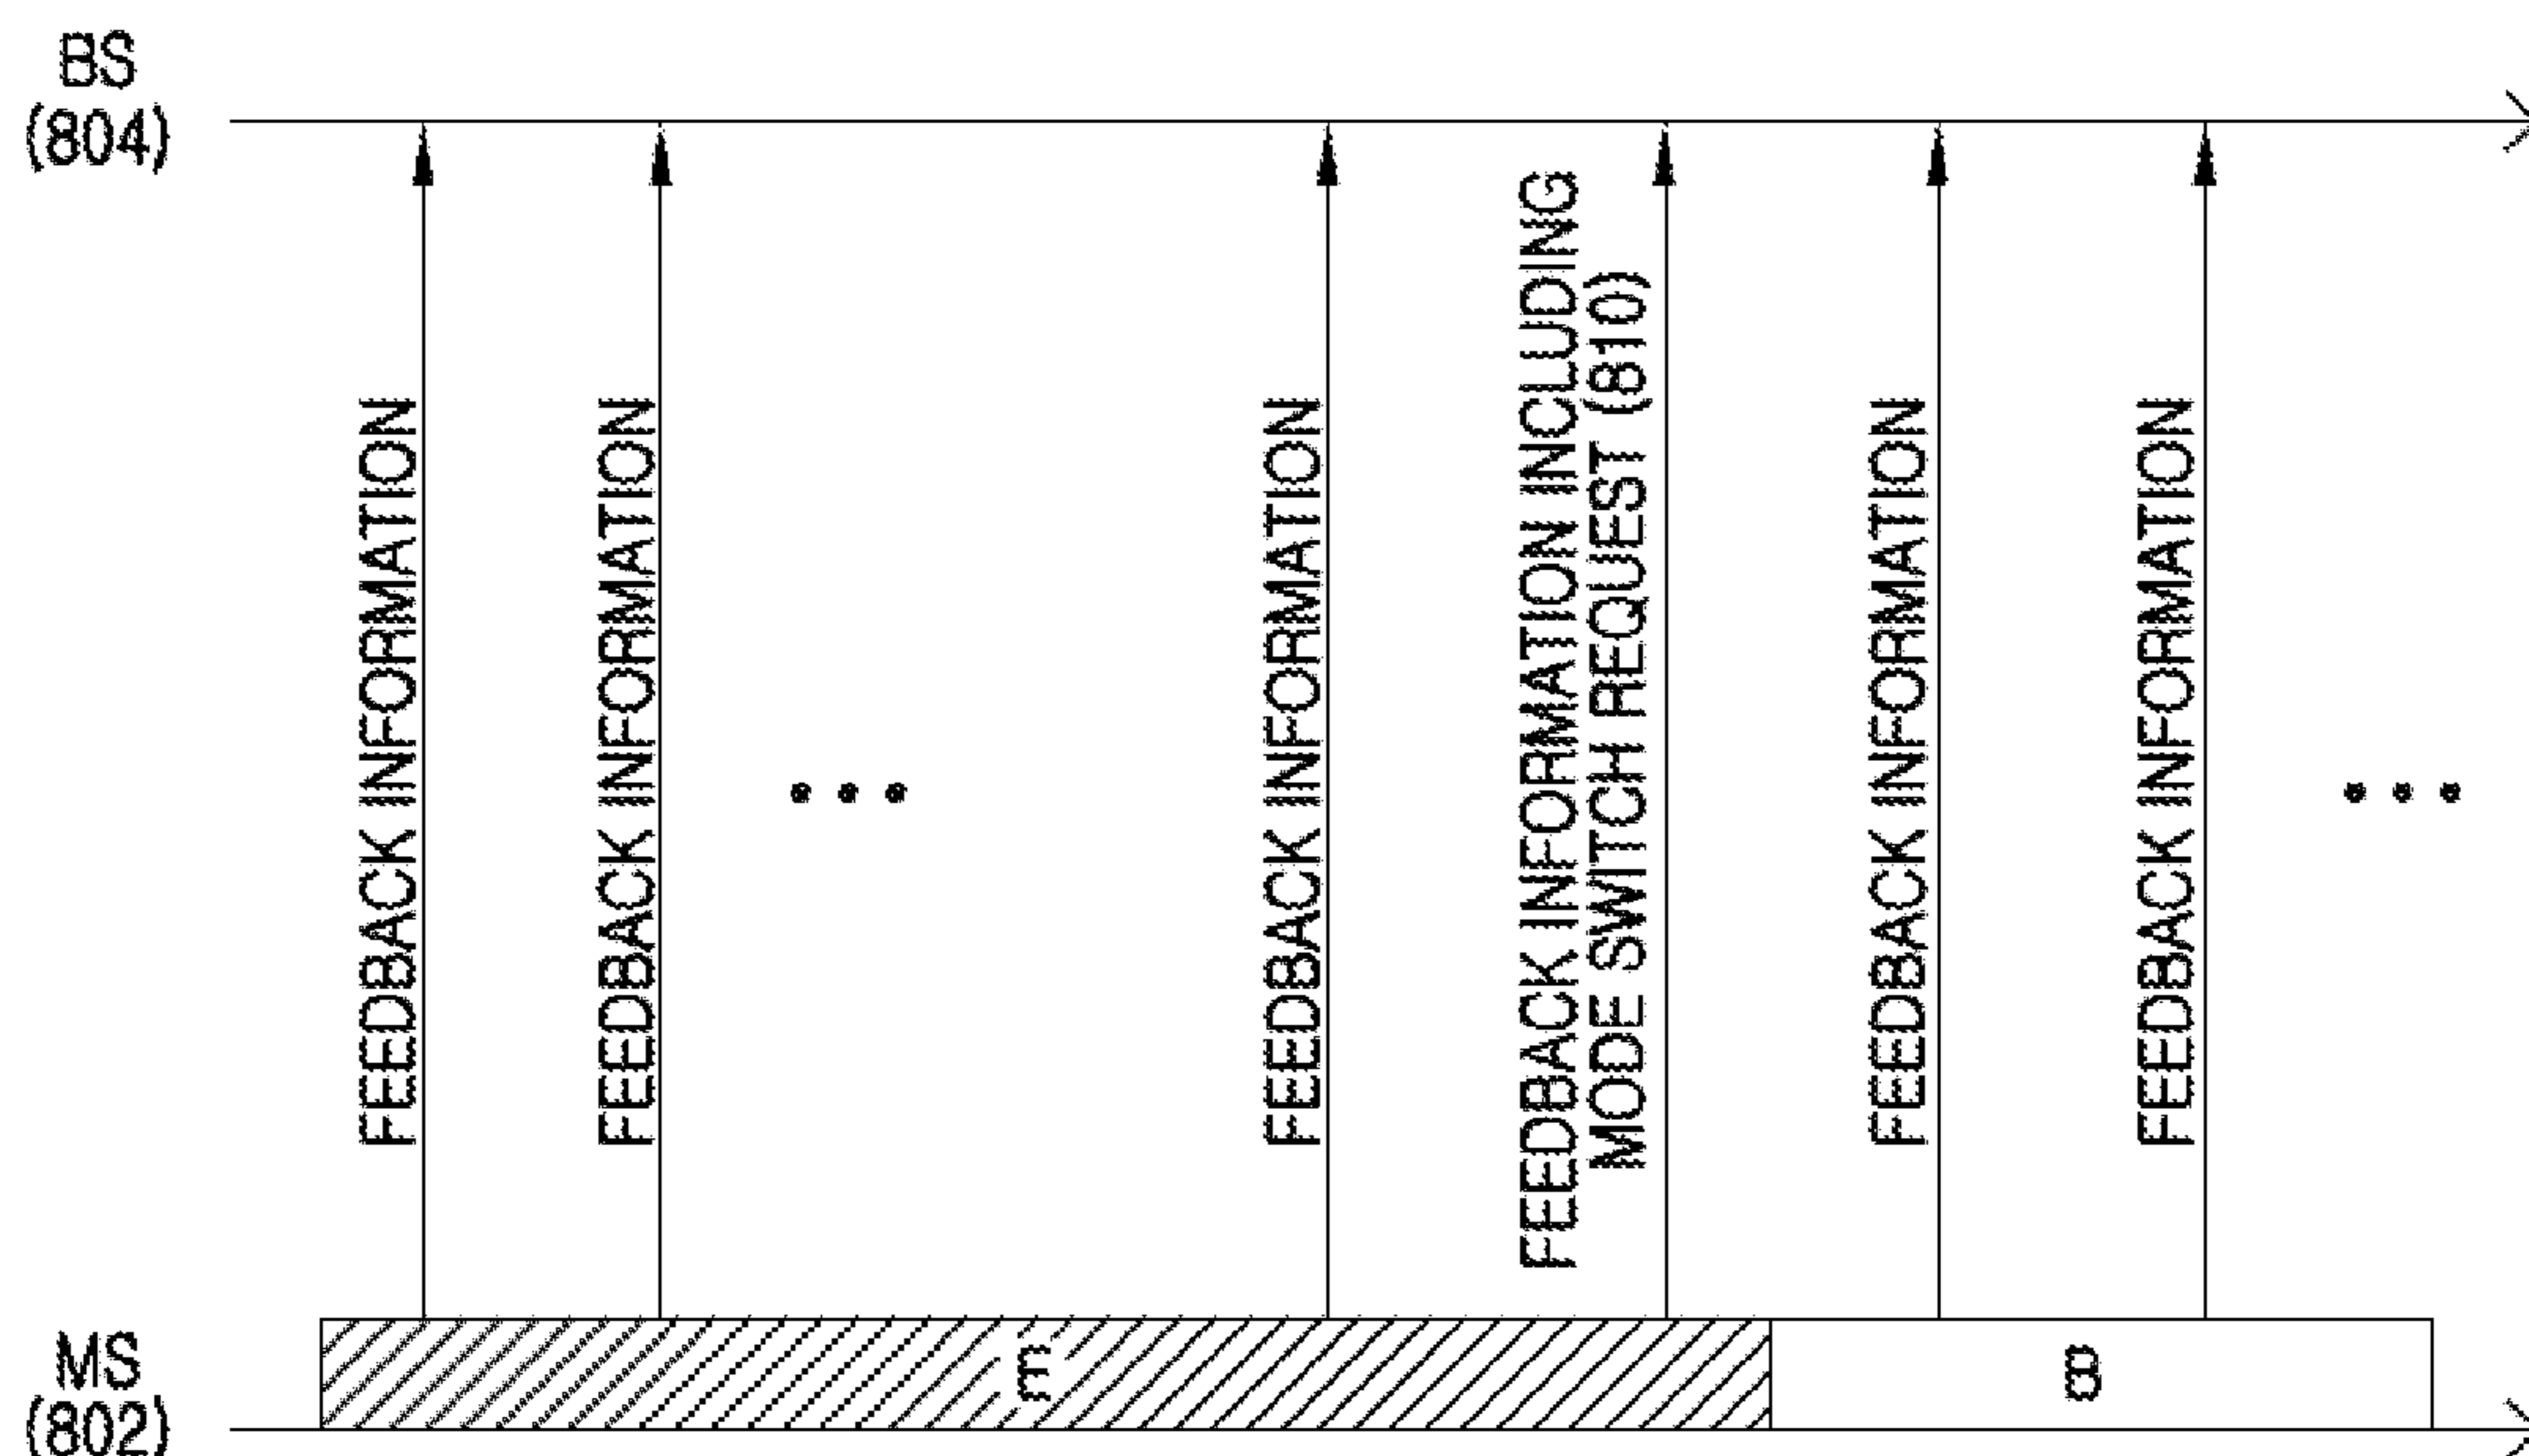 BS
(804)
FEEDBACK INFORMATION
FEEDBACK INFORMATION
• • •
FEEDBACK INFORMATION
FEEDBACK INFORMATION INCLUDING
MODE SWITCH REQUEST (810)
FEEDBACK INFORMATION
FEEDBACK INFORMATION
• • •
MS
(802)